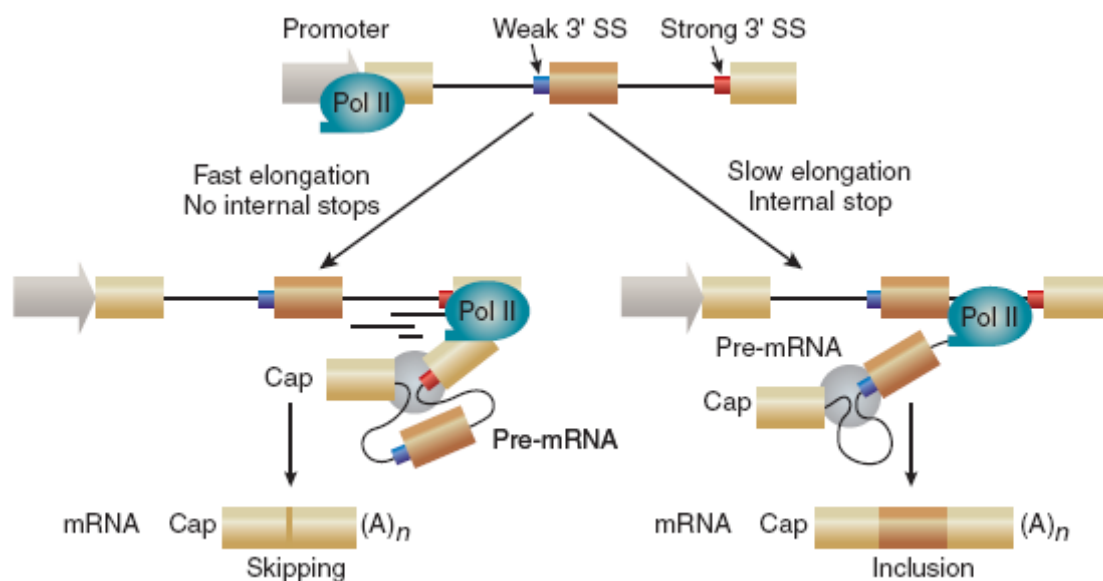 Promoter
Weak 3' SS
Strong 3' SS
Pol II
Fast elongation
No internal stops
Slow elongation
Internal stop
Pol II
Pol II
Pre-mRNA
Cap
Cap
Pre-mRNA
mRNA Cap (A)n
mRNA Cap (A)n
Skipping
Inclusion